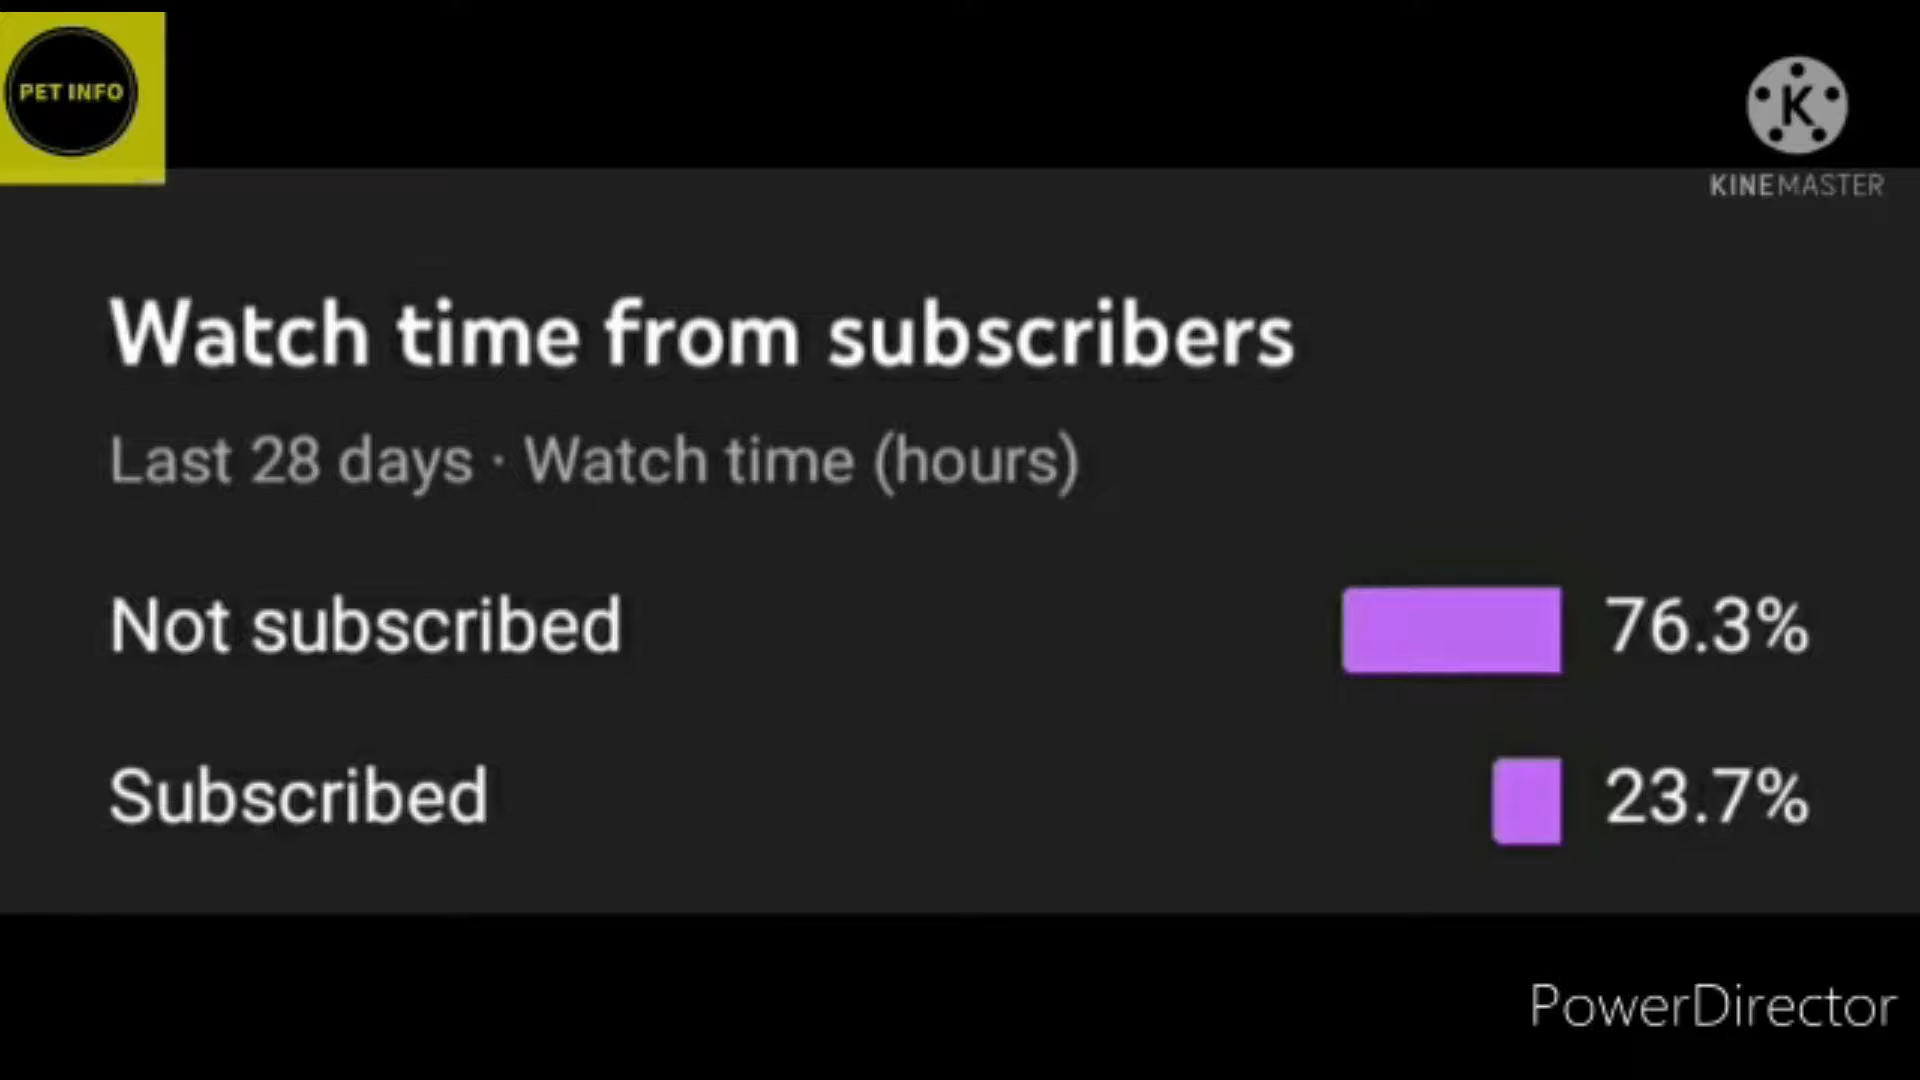 PET INFO
K
KINEMASTER
Watch time from subscribers
Last 28 days · Watch time (hours)
Not subscribed 76.3%
Subscribed 23.7%
PowerDirector